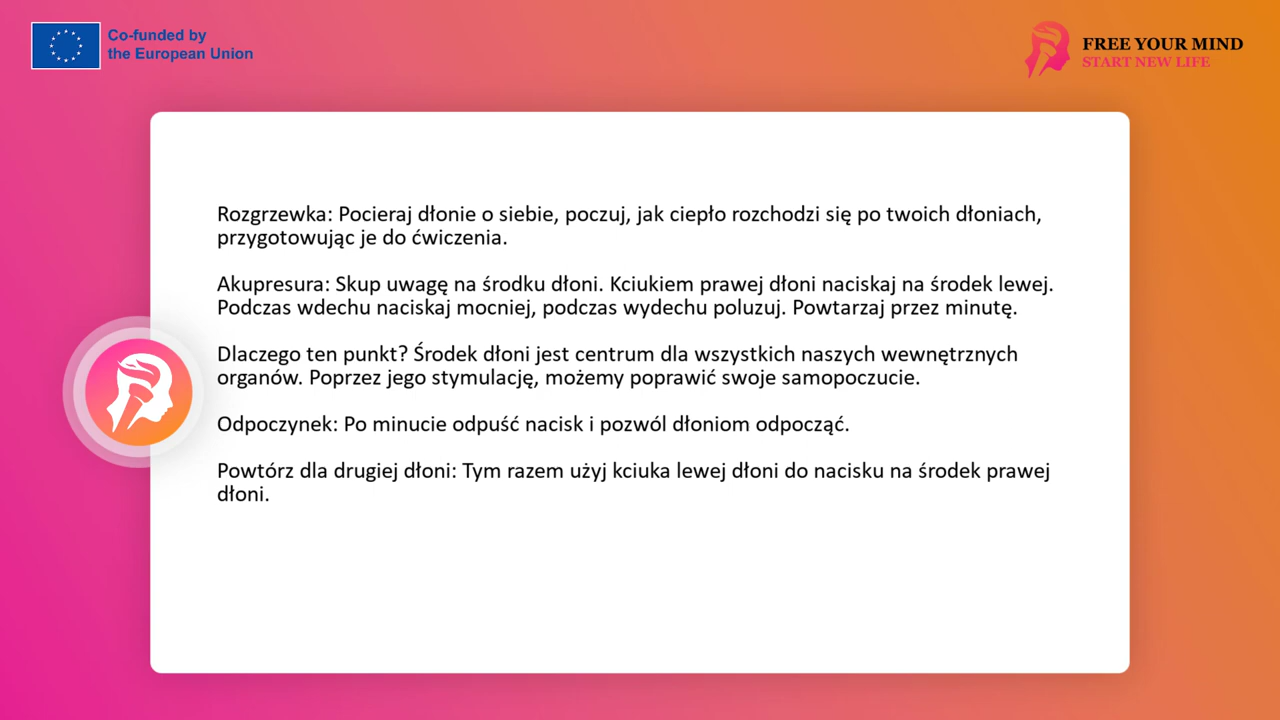 Co-funded by
the European Union
FREE YOUR MIND
START NEW LIFE
Rozgrzewka: Pocieraj dłonie o siebie, poczuj, jak ciepło rozchodzi się po twoich dłoniach,
przygotowując je do ćwiczenia.
Akupresura: Skup uwagę na środku dłoni. Kciukiem prawej dłoni naciskaj na środek lewej.
Podczas wdechu naciskaj mocniej, podczas wydechu poluzuj. Powtarzaj przez minutę.
Dlaczego ten punkt? Środek dłoni jest centrum dla wszystkich naszych wewnętrznych
organów. Poprzez jego stymulację, możemy poprawić swoje samopoczucie.
Odpoczynek: Po minucie odpuść nacisk i pozwól dłoniom odpocząć.
Powtórz dla drugiej dłoni: Tym razem użyj kciuka lewej dłoni do nacisku na środek prawej
dłoni.